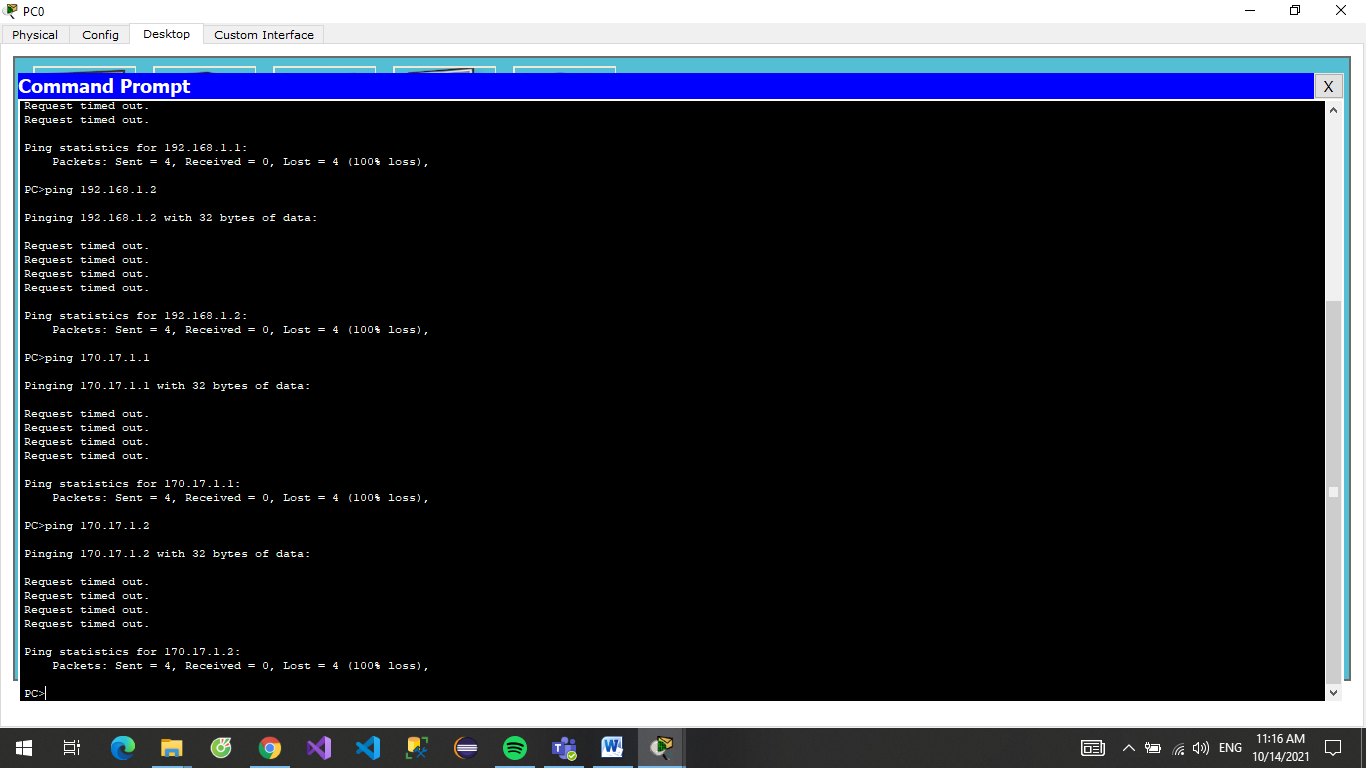 PC0
Physical Config Desktop Custom Interface
Command Prompt X
Request timed out.
Request timed out.
Ping statistics for 192.168.1.1:
Packets: Sent = 4, Received = 0, Lost = 4 (100% loss),
PC>ping 192.168.1.2
Pinging 192.168.1.2 with 32 bytes of data:
Request timed out.
Request timed out.
Request timed out.
Request timed out.
Ping statistics for 192.168.1.2:
Packets: Sent = 4, Received = 0, Lost = 4 (100% loss),
PC>ping 170.17.1.1
Pinging 170.17.1.1 with 32 bytes of data:
Request timed out.
Request timed out.
Request timed out.
Request timed out.
Ping statistics for 170.17.1.1:
Packets: Sent = 4, Received = 0, Lost = 4 (100% loss),
PC>ping 170.17.1.2
Pinging 170.17.1.2 with 32 bytes of data:
Request timed out.
Request timed out.
Request timed out.
Request timed out.
Ping statistics for 170.17.1.2:
Packets: Sent = 4, Received = 0, Lost = 4 (100% loss),
PC>
ENG
11:16 AM
10/14/2021